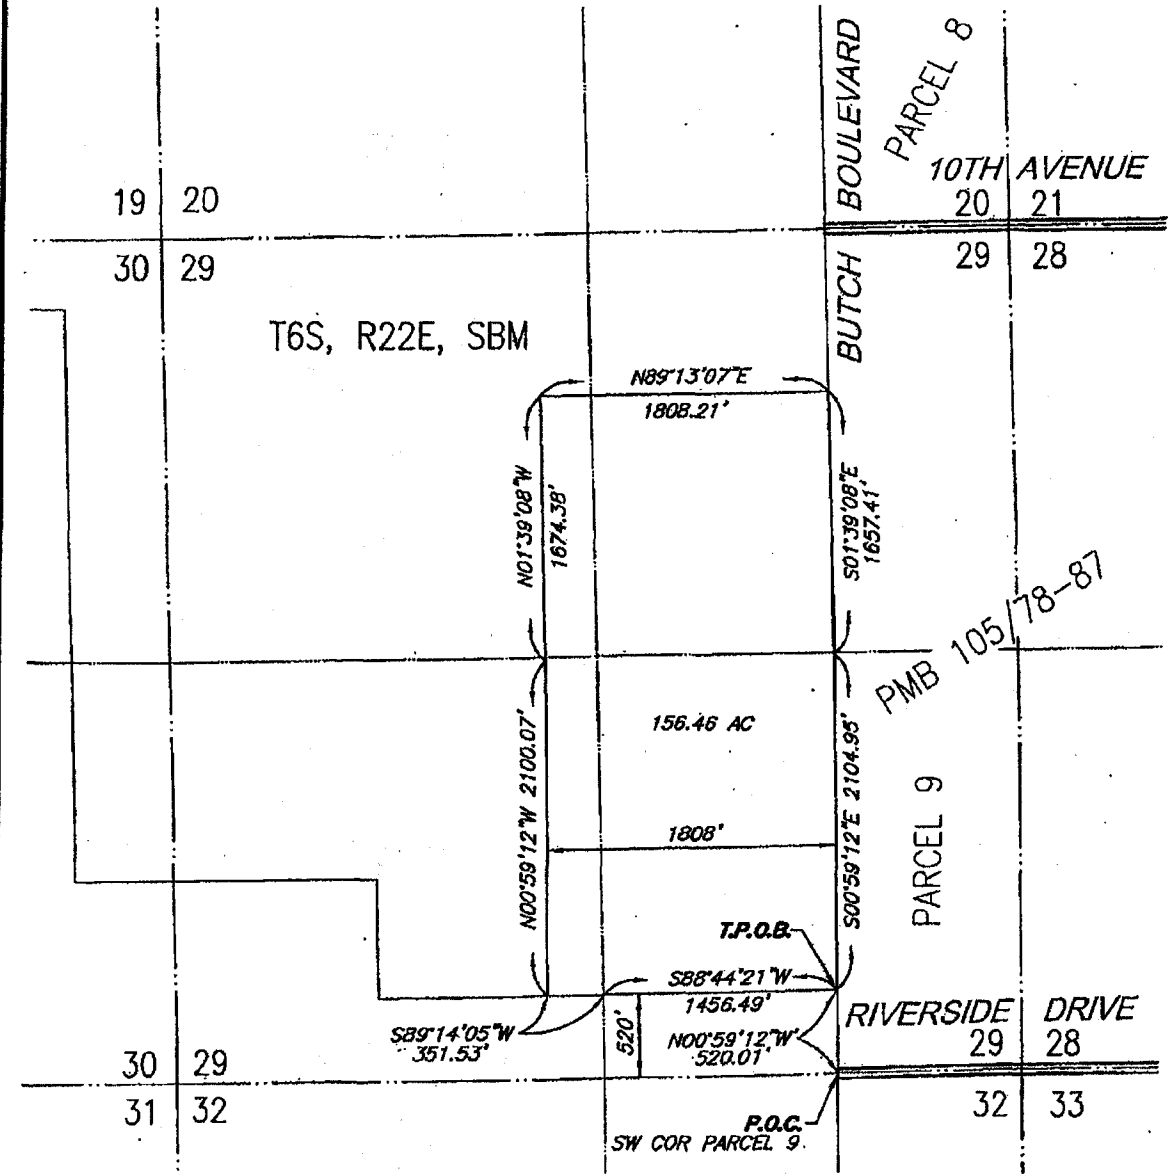 BUTCH BOULEVARD
PARCEL 8
10TH AVENUE
19 20
20 21
30 29
29 28
T6S, R22E, SBM
N89°13'07"E
1808.21'
N01°39'08"W
1674.38'
S01°39'08"E
1657.41'
PMB 105/78-87
156.46 AC
N00°59'12"W 2100.07'
S00°59'12"E 2104.95'
1808'
PARCEL 9
T.P.O.B.
S88°44'21"W
1456.49'
S89°14'05"W
351.53'
520'
N00°59'12"W
520.01'
RIVERSIDE DRIVE
30 29
29 28
31 32
32 33
P.O.C.
SW COR PARCEL 9